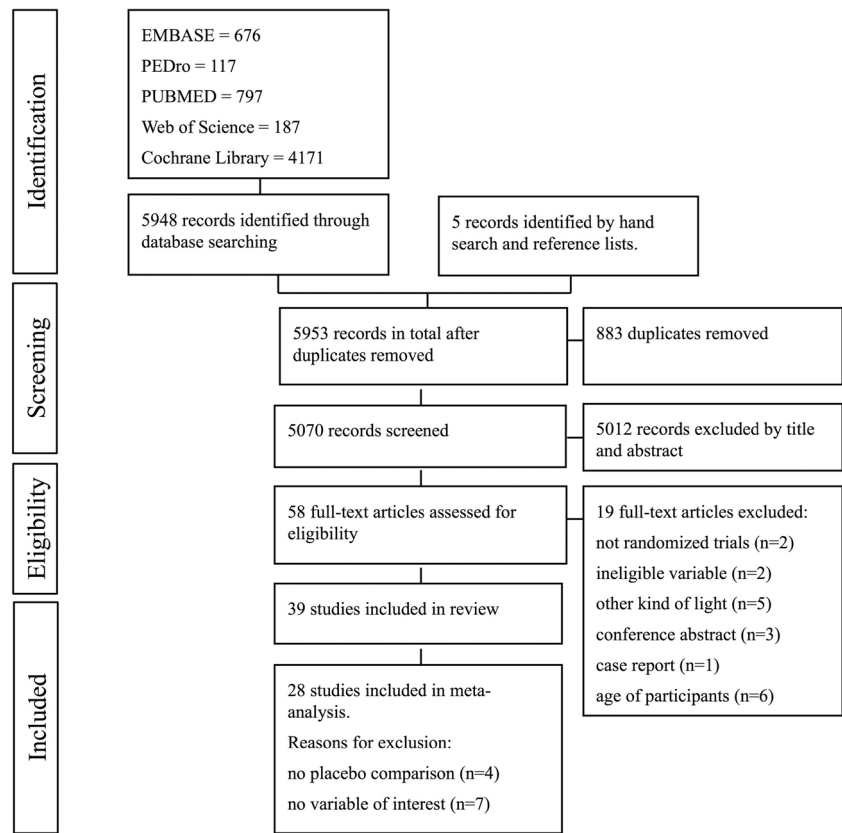 Identification
EMBASE = 676
PEDro = 117
PUBMED = 797
Web of Science = 187
Cochrane Library = 4171
5948 records identified through
database searching
5 records identified by hand
search and reference lists.
Screening
5953 records in total after
duplicates removed
883 duplicates removed
5070 records screened
5012 records excluded by title
and abstract
Eligibility
58 full-text articles assessed for
eligibility
19 full-text articles excluded:
not randomized trials (n=2)
ineligible variable (n=2)
other kind of light (n=5)
conference abstract (n=3)
case report (n=1)
age of participants (n=6)
Included
39 studies included in review
28 studies included in meta-
analysis.
Reasons for exclusion:
no placebo comparison (n=4)
no variable of interest (n=7)